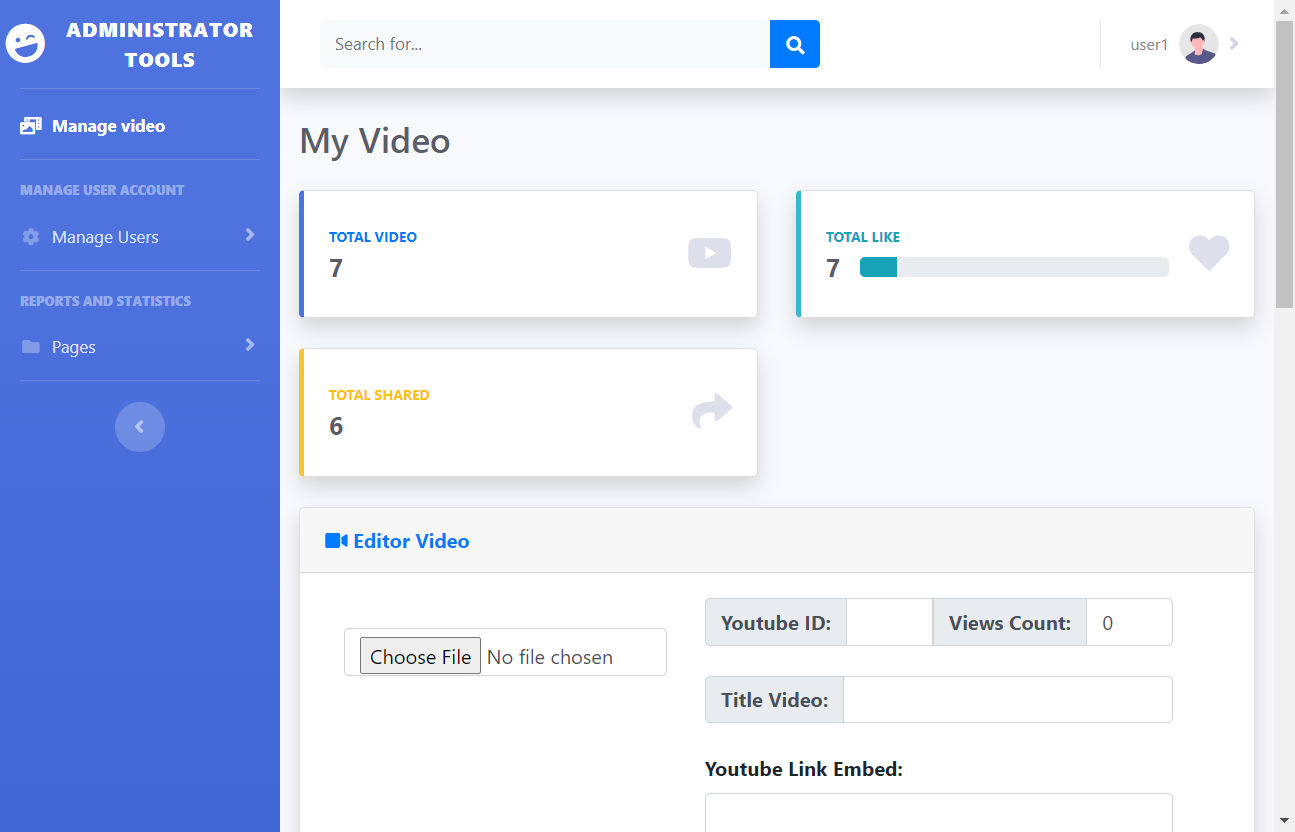 ADMINISTRATOR
TOOLS
Search for...
user1
Manage video
MANAGE USER ACCOUNT
Manage Users
REPORTS AND STATISTICS
Pages
My Video
TOTAL VIDEO
7
TOTAL LIKE
7
TOTAL SHARED
6
Editor Video
Choose File No file chosen
Youtube ID: Views Count: 0
Title Video:
Youtube Link Embed: